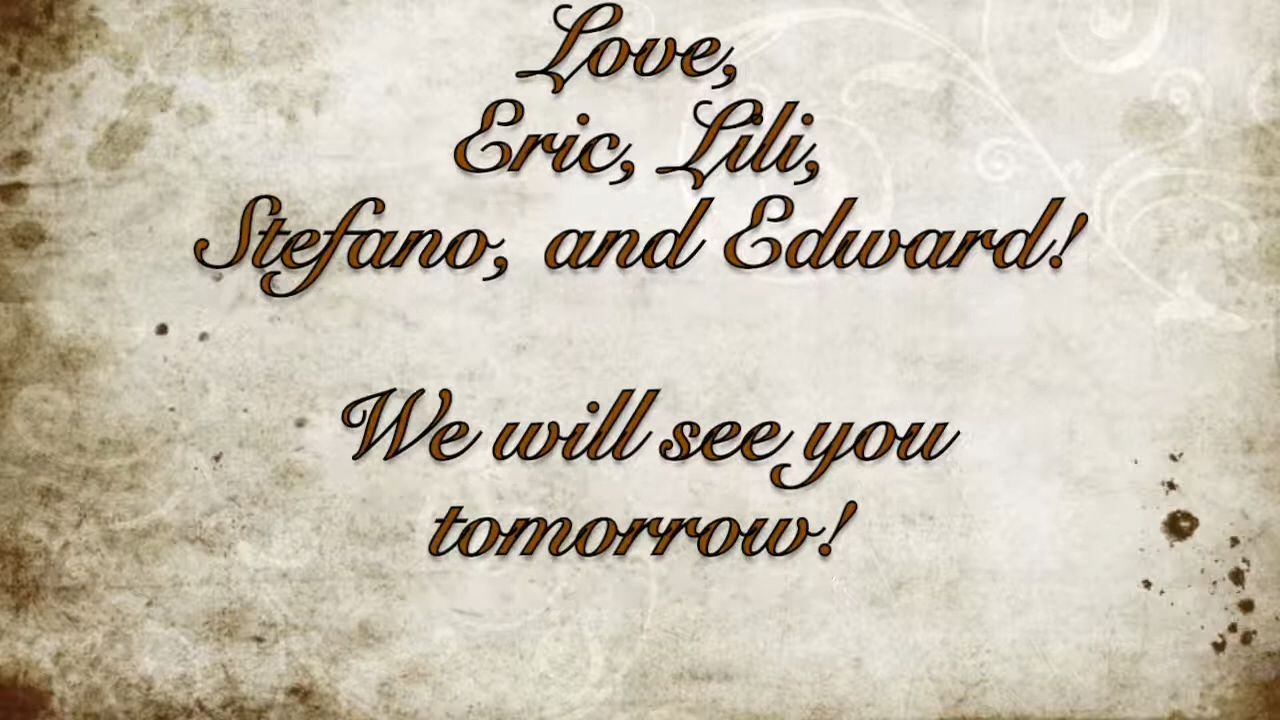 Love,
Eric, Lili,
Stefano, and Edward!
We will see you
tomorrow!